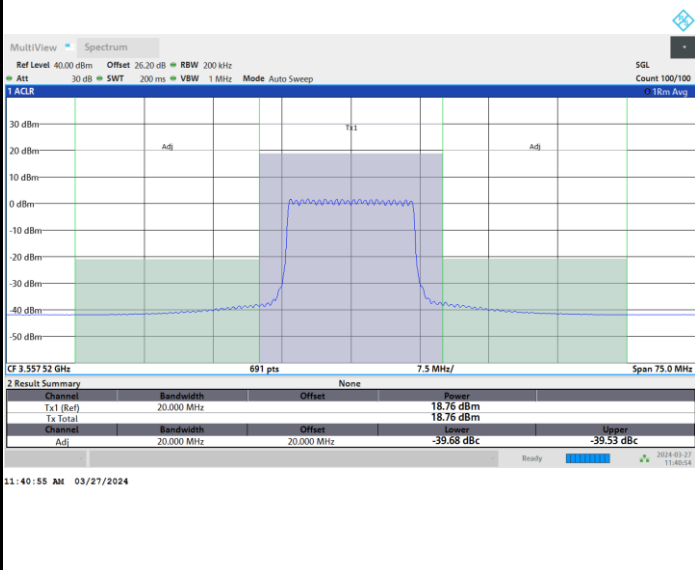 MultiView Spectrum
Ref Level 40.00 dBm Offset 26.20 dB RBW 200 kHz SGL
Att 30 dB SWT 200 ms VBW 1 MHz Mode Auto Sweep Count 100/100
1 ACLR 1Rm Avg
Tx1
Adj Adj
30 dBm
20 dBm
10 dBm
0 dBm
-10 dBm
-20 dBm
-30 dBm
-40 dBm
-50 dBm
CF 3.557 52 GHz 691 pts 7.5 MHz/ Span 75.0 MHz
2 Result Summary None
Channel Bandwidth Offset Power
Tx1 (Ref) 20.000 MHz 18.76 dBm
Tx Total 18.76 dBm
Channel Bandwidth Offset Lower Upper
Adj 20.000 MHz 20.000 MHz -39.68 dBc -39.53 dBc
Ready 2024-03-27
11:40:54
11:40:55 AM 03/27/2024